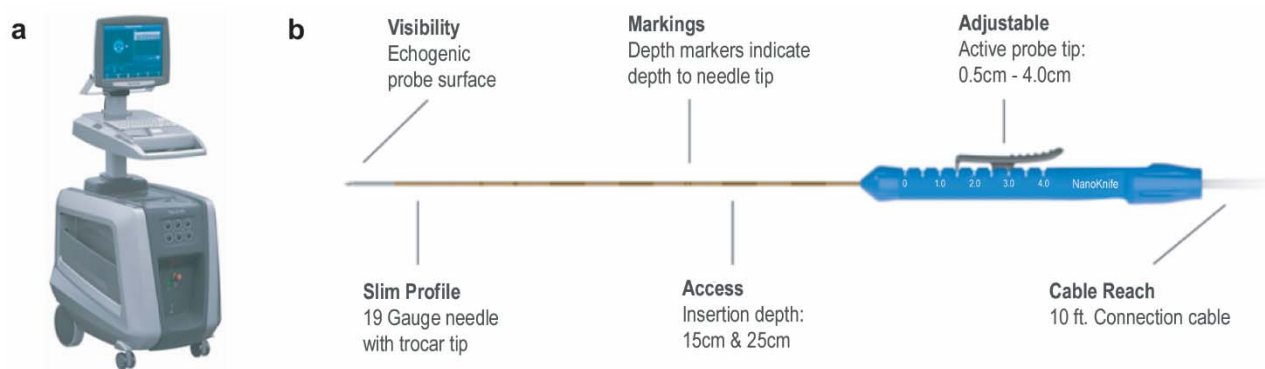 a
b
Visibility
Echogenic
probe surface
Markings
Depth markers indicate
depth to needle tip
Adjustable
Active probe tip:
0.5cm - 4.0cm
0 1.0 2.0 3.0 4.0 NanoKnife
Slim Profile
19 Gauge needle
with trocar tip
Access
Insertion depth:
15cm & 25cm
Cable Reach
10 ft. Connection cable